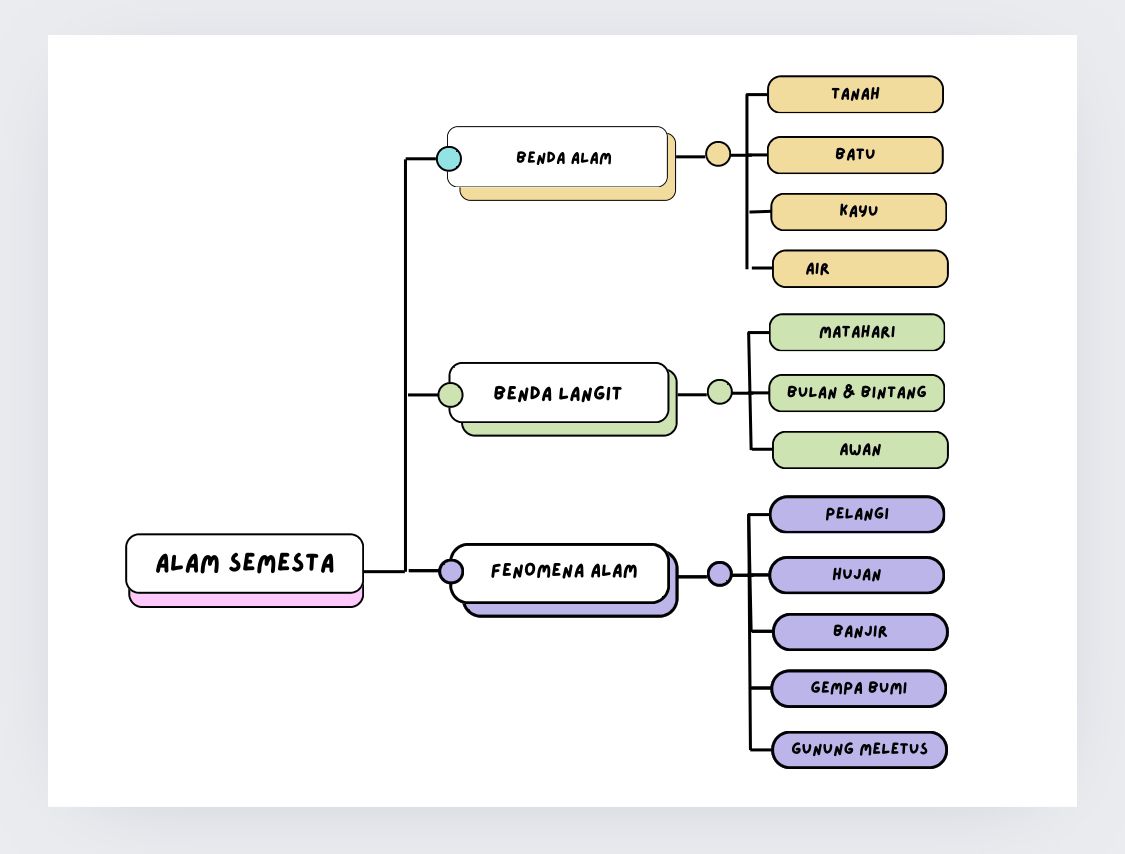 ALAM SEMESTA
BENDA ALAM
TANAH
BATU
KAYU
AIR
BENDA LANGIT
MATAHARI
BULAN & BINTANG
AWAN
FENOMENA ALAM
PELANGI
HUJAN
BANJIR
GEMPA BUMI
GUNUNG MELETUS